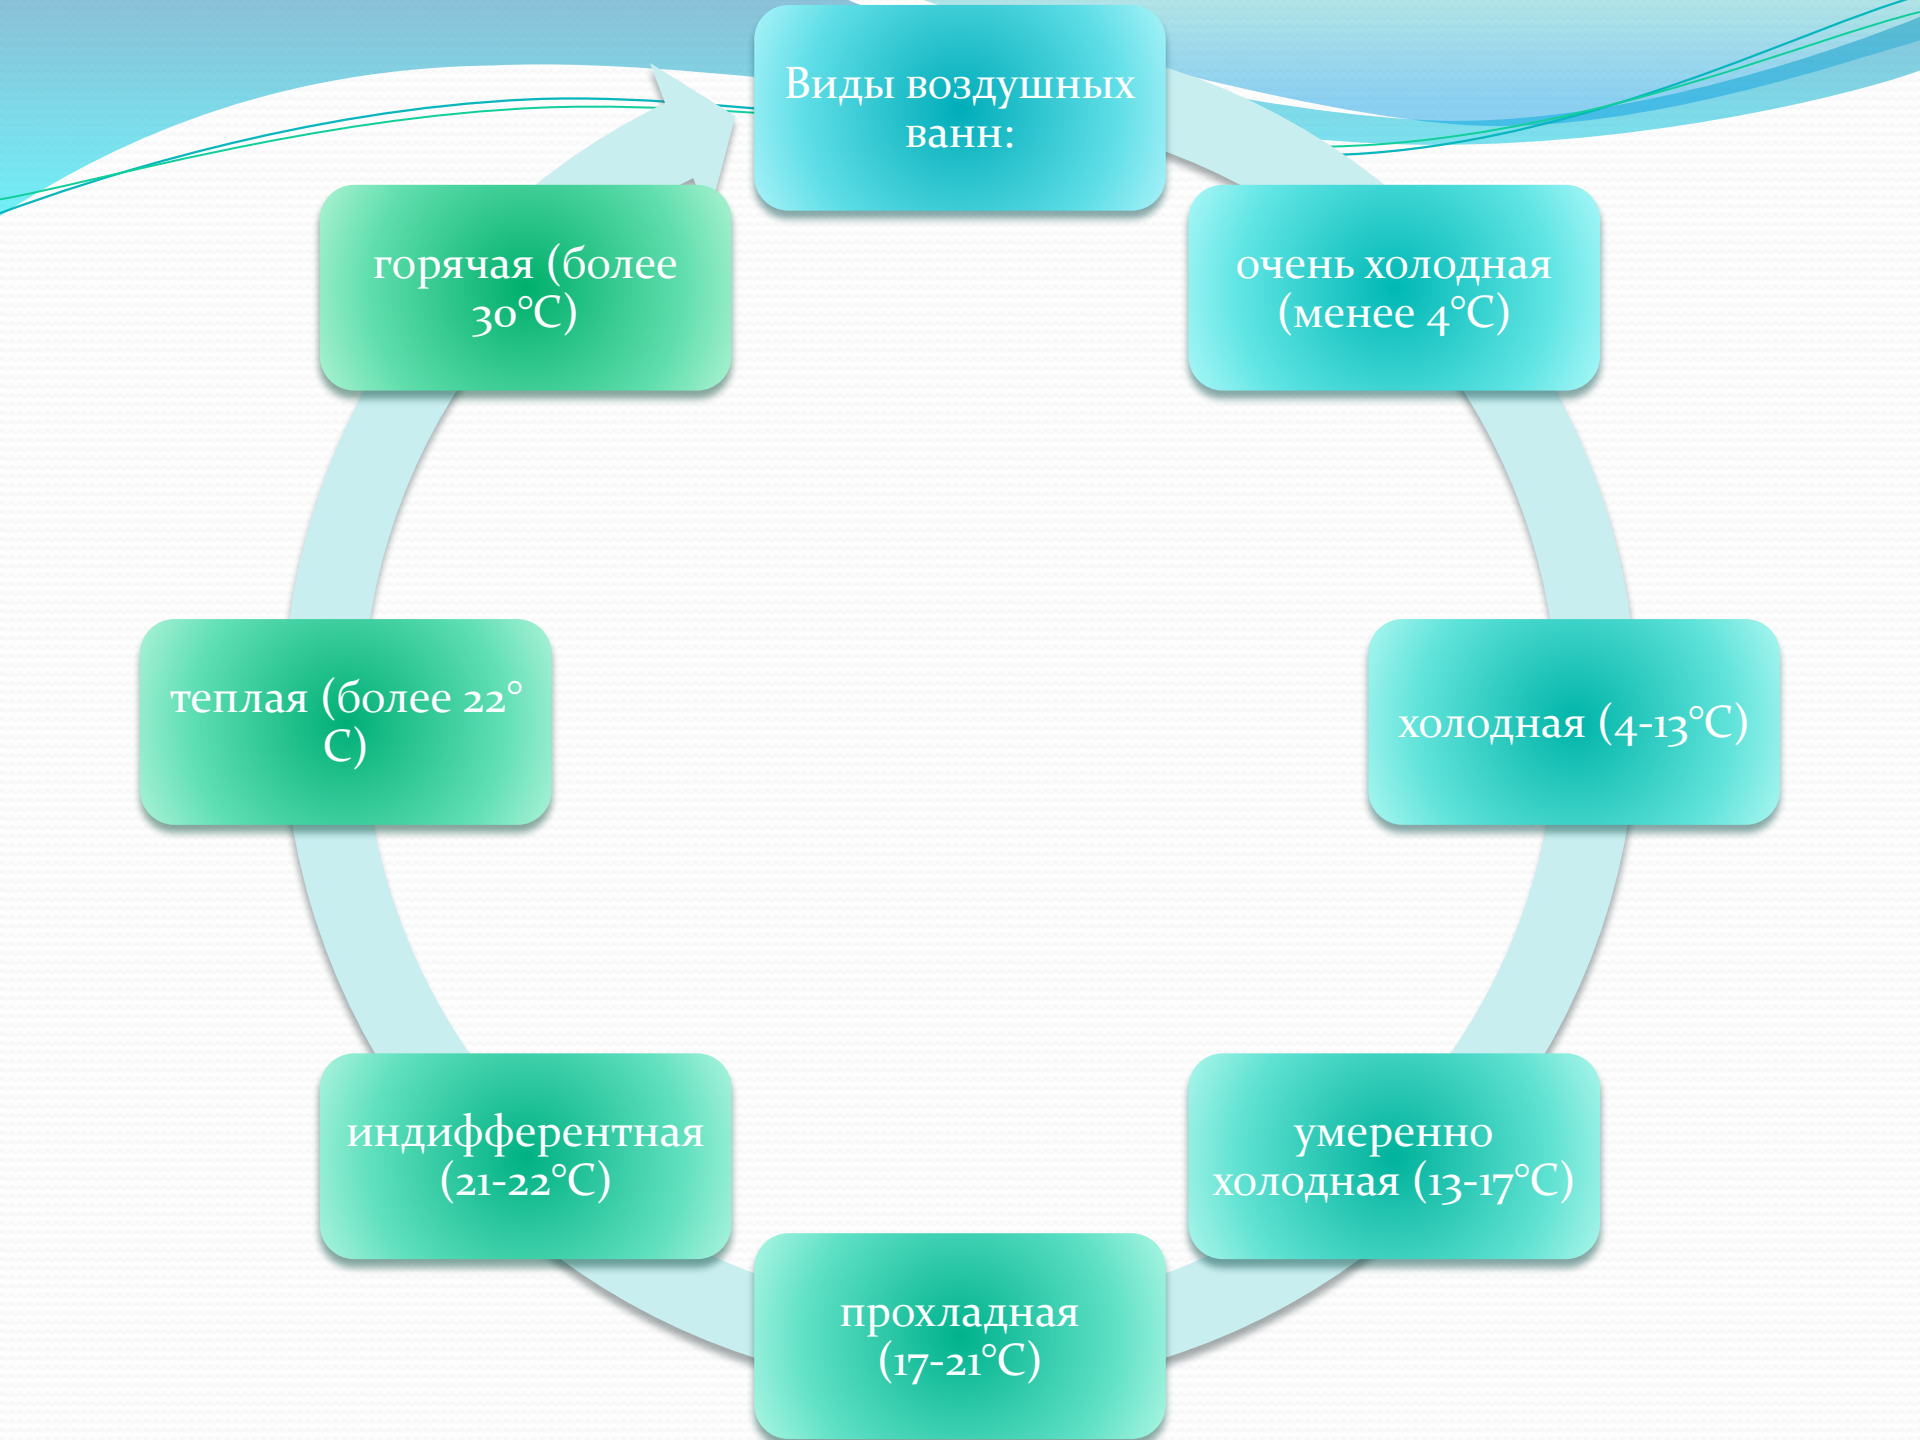 Виды воздушных
ванн:
очень холодная
(менее 4°С)
холодная (4-13°С)
умеренно
холодная (13-17°С)
прохладная
(17-21°С)
индифферентная
(21-22°С)
теплая (более 22°
С)
горячая (более
30°С)